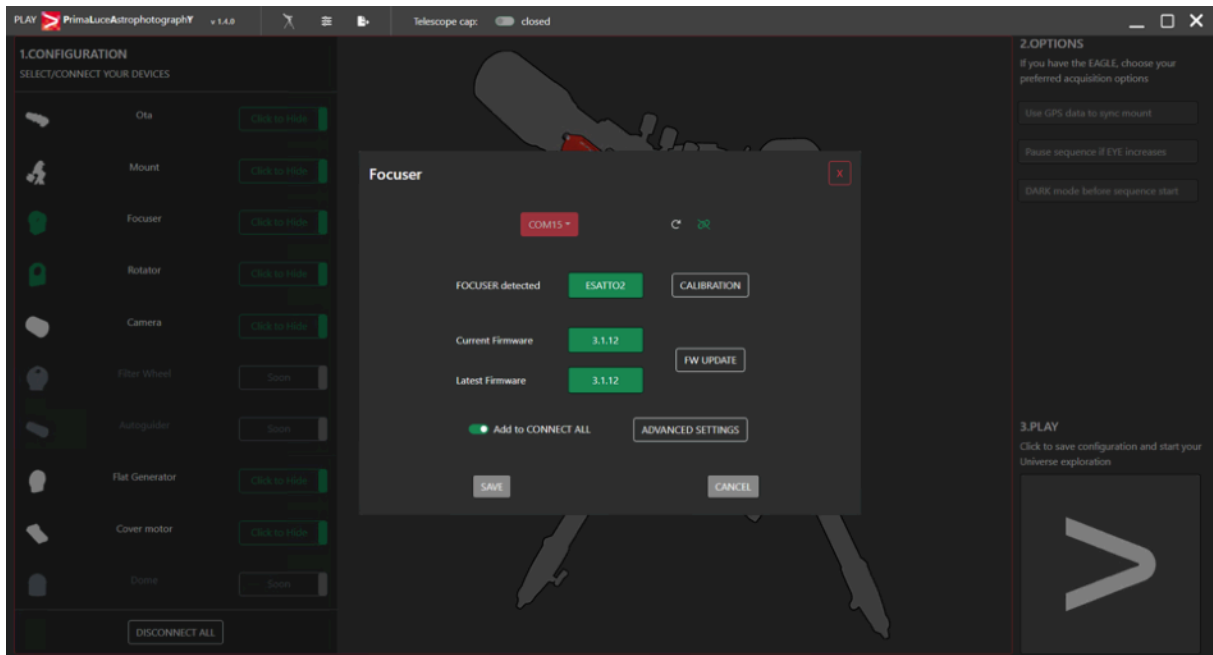 PLAY PrimaLuceAstrophotographY v 1.4.0 Telescope cap: closed
1.CONFIGURATION
SELECT/CONNECT YOUR DEVICES
Ota Click to Hide
Mount Click to Hide
Focuser Click to Hide
Rotator Click to Hide
Camera Click to Hide
Filter Wheel Soon
Autoguider Soon
Flat Generator Click to Hide
Cover motor Click to Hide
Dome Soon
DISCONNECT ALL
Focuser X
COM15
FOCUSER detected ESATTO2 CALIBRATION
Current Firmware 3.1.12
FW UPDATE
Latest Firmware 3.1.12
Add to CONNECT ALL ADVANCED SETTINGS
SAVE CANCEL
2.OPTIONS
If you have the EAGLE, choose your
preferred acquisition options
Use GPS data to sync mount
Pause sequence if EYE increases
DARK mode before sequence start
3.PLAY
Click to save configuration and start your
Universe exploration